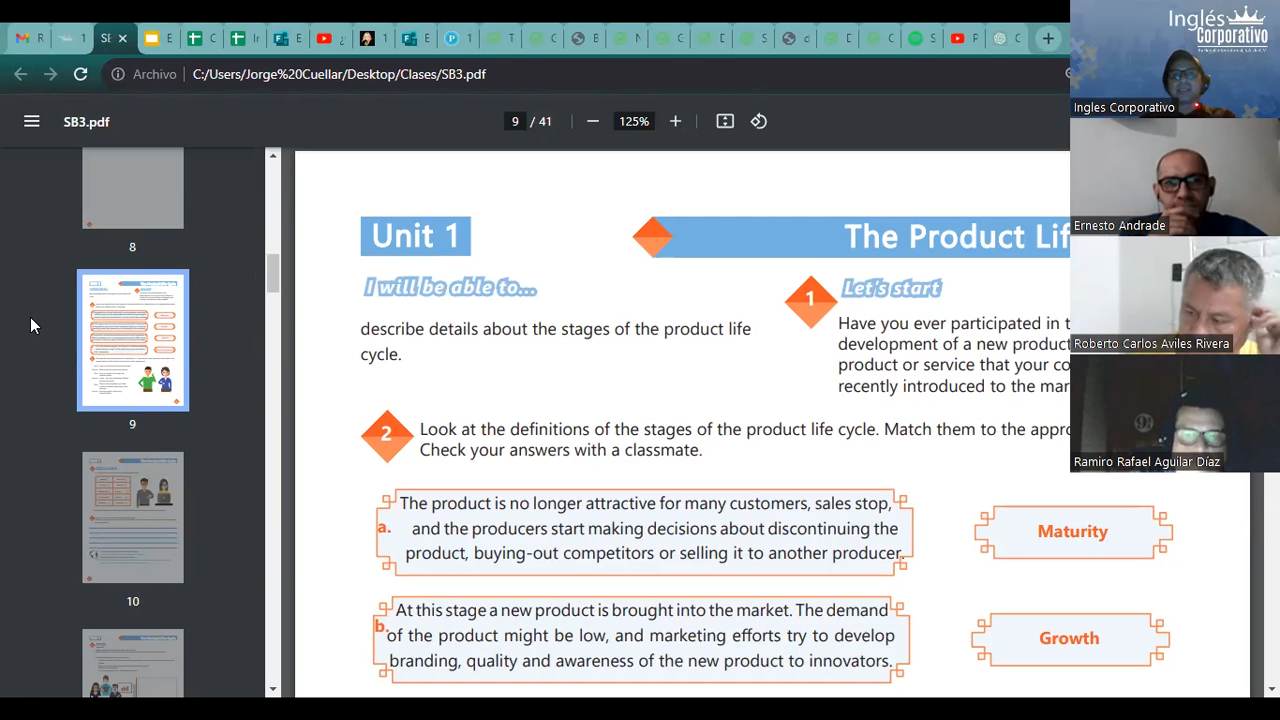 R
1
SE
E
C
Ir
E
¿
1
E
1
T
C
B
E
N
C
D
S
d
C
S
P
C
Archivo
C:/Users/Jorge%20Cuellar/Desktop/Clases/SB3.pdf
SB3.pdf
9 / 41
125%
8
9
10
Unit 1
The Product Lif
I will be able to...
describe details about the stages of the product life
cycle.
1
Let's start
Have you ever participated in t
development of a new product
product or service that your co
recently introduced to the mar
2
Look at the definitions of the stages of the product life cycle. Match them to the appro
Check your answers with a classmate.
a.
The product is no longer attractive for many customers, sales stop,
and the producers start making decisions about discontinuing the
product, buying-out competitors or selling it to another producer.
Maturity
b.
At this stage a new product is brought into the market. The demand
of the product might be low, and marketing efforts try to develop
branding, quality and awareness of the new product to innovators.
Growth
Inglés
Corporativo
Ingles Corporativo
Ernesto Andrade
Roberto Carlos Aviles Rivera
Ramiro Rafael Aguilar Díaz